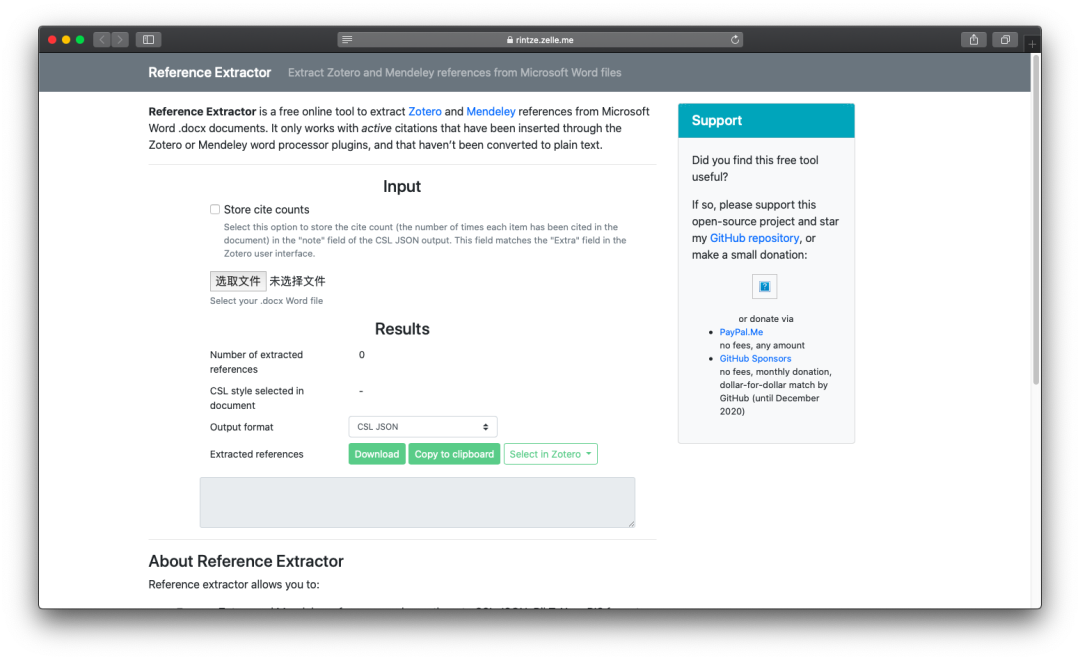 rintze.zelle.me
Reference Extractor Extract Zotero and Mendeley references from Microsoft Word files
Reference Extractor is a free online tool to extract Zotero and Mendeley references from Microsoft
Word .docx documents. It only works with active citations that have been inserted through the
Zotero or Mendeley word processor plugins, and that haven't been converted to plain text.
Input
Store cite counts
Select this option to store the cite count (the number of times each item has been cited in the
document) in the "note" field of the CSL JSON output. This field matches the "Extra" field in the
Zotero user interface.
选取文件 未选择文件
Select your .docx Word file
Results
Number of extracted
references
0
CSL style selected in
document
-
Output format
CSL JSON
Extracted references
Download Copy to clipboard Select in Zotero
About Reference Extractor
Reference extractor allows you to:
Support
Did you find this free tool
useful?
If so, please support this
open-source project and star
my GitHub repository, or
make a small donation:
?
or donate via
• PayPal.Me
no fees, any amount
• GitHub Sponsors
no fees, monthly donation,
dollar-for-dollar match by
GitHub (until December
2020)